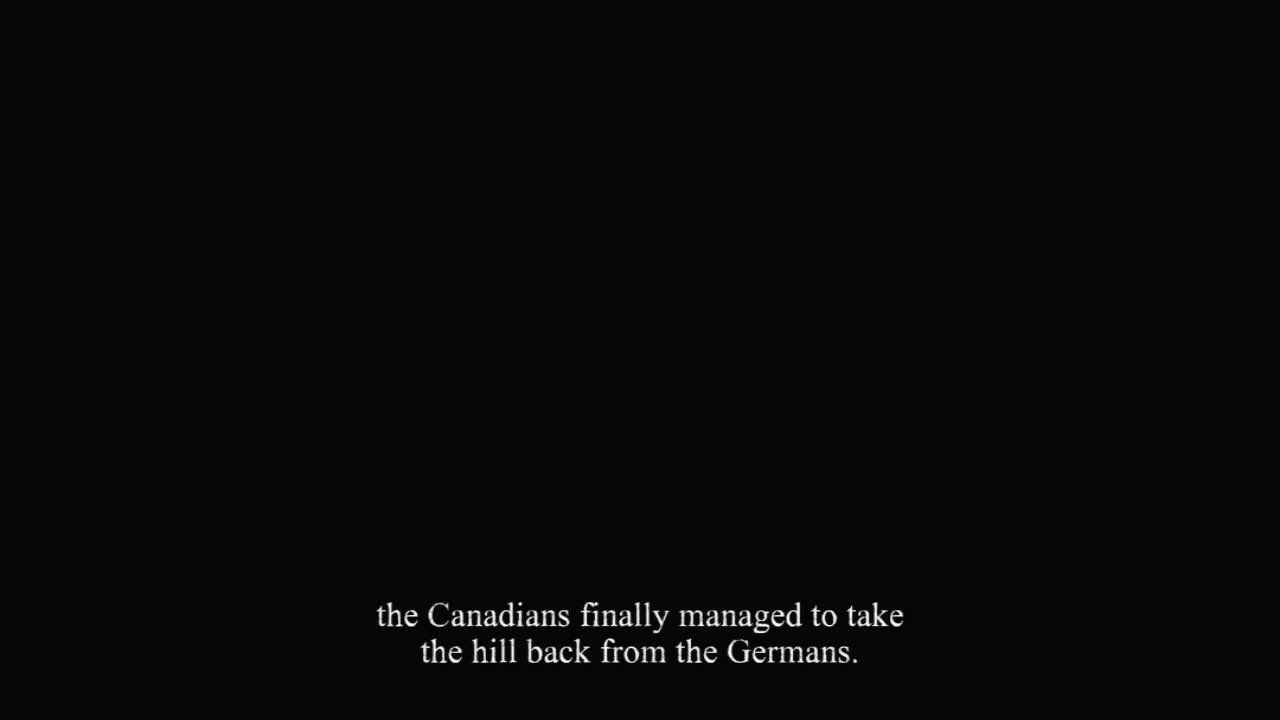 the Canadians finally managed to take
the hill back from the Germans.